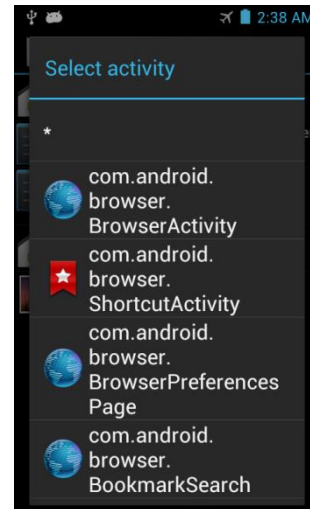 2:38 AM
Select activity
*
com.android.
browser.
BrowserActivity
com.android.
browser.
ShortcutActivity
com.android.
browser.
BrowserPreferences
Page
com.android.
browser.
BookmarkSearch